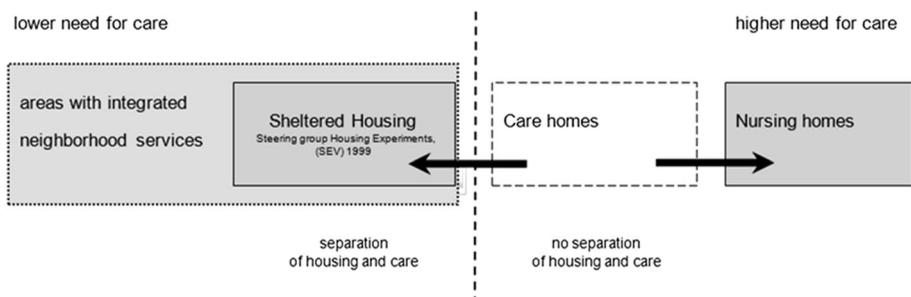 lower need for care
higher need for care
areas with integrated
neighborhood services
Sheltered Housing
Steering group Housing Experiments,
(SEV) 1999
Care homes
Nursing homes
separation
of housing and care
no separation
of housing and care